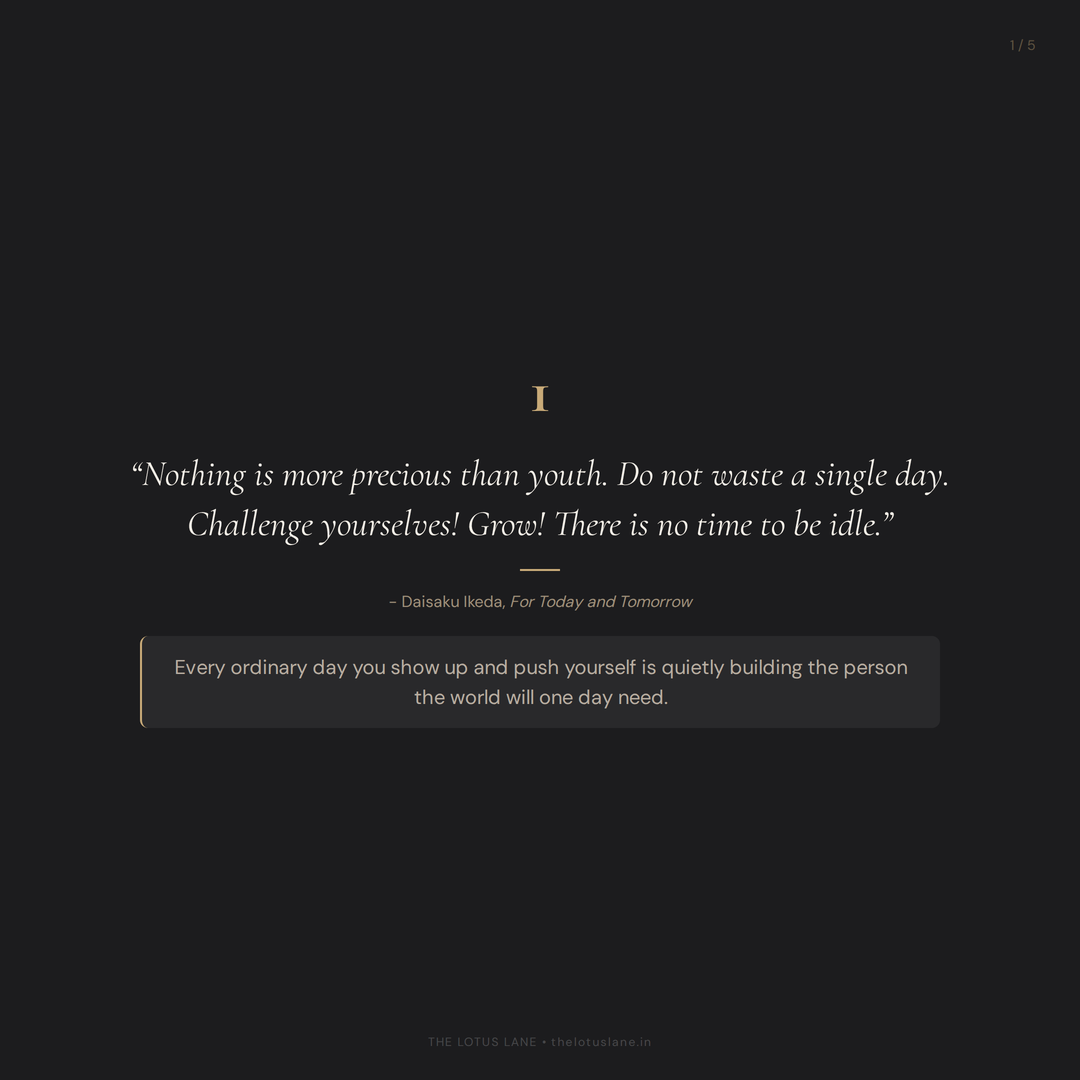 1 / 5
1
“Nothing is more precious than youth. Do not waste a single day.
Challenge yourselves! Grow! There is no time to be idle.”
– Daisaku Ikeda, For Today and Tomorrow
Every ordinary day you show up and push yourself is quietly building the person
the world will one day need.
THE LOTUS LANE • thelotuslane.in